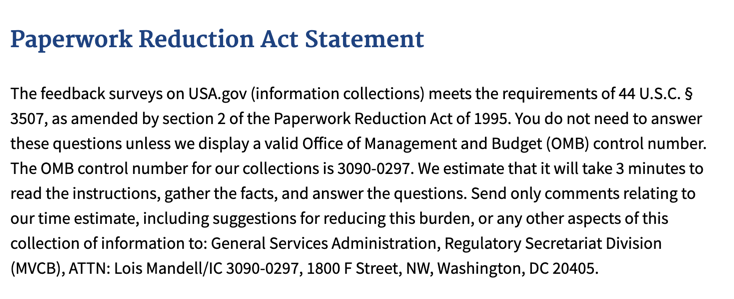 Paperwork Reduction Act Statement
The feedback surveys on USA.gov (information collections) meets the requirements of 44 U.S.C. §
3507, as amended by section 2 of the Paperwork Reduction Act of 1995. You do not need to answer
these questions unless we display a valid Office of Management and Budget (OMB) control number.
The OMB control number for our collections is 3090-0297. We estimate that it will take 3 minutes to
read the instructions, gather the facts, and answer the questions. Send only comments relating to
our time estimate, including suggestions for reducing this burden, or any other aspects of this
collection of information to: General Services Administration, Regulatory Secretariat Division
(MVCB), ATTN: Lois Mandell/IC 3090-0297, 1800 F Street, NW, Washington, DC 20405.